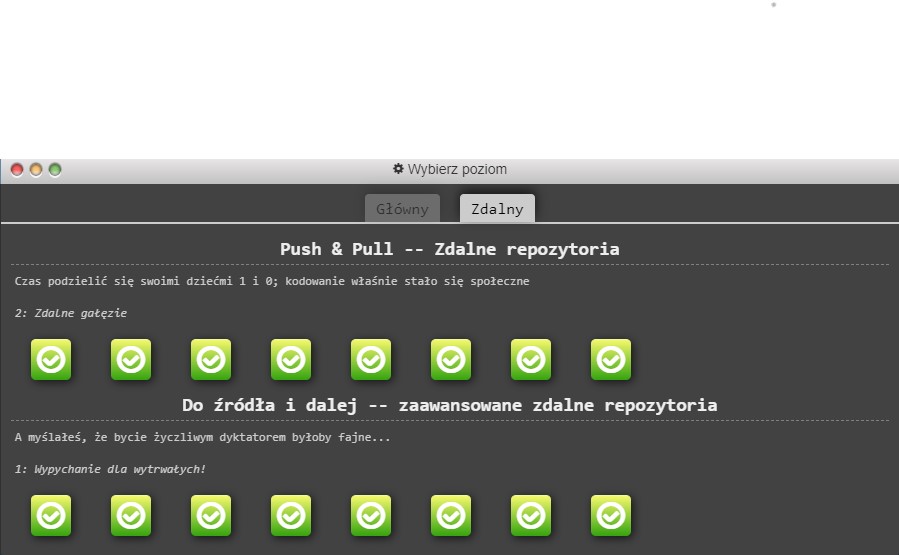 Wybierz poziom
Główny Zdalny
Push & Pull -- Zdalne repozytoria
Czas podzielić się swoimi dziećmi 1 i 0; kodowanie właśnie stało się społeczne
2: Zdalne gałęzie
Do źródła i dalej -- zaawansowane zdalne repozytoria
A myślałeś, że bycie życzliwym dyktatorem byłoby fajne...
1: Wypychanie dla wytrwałych!